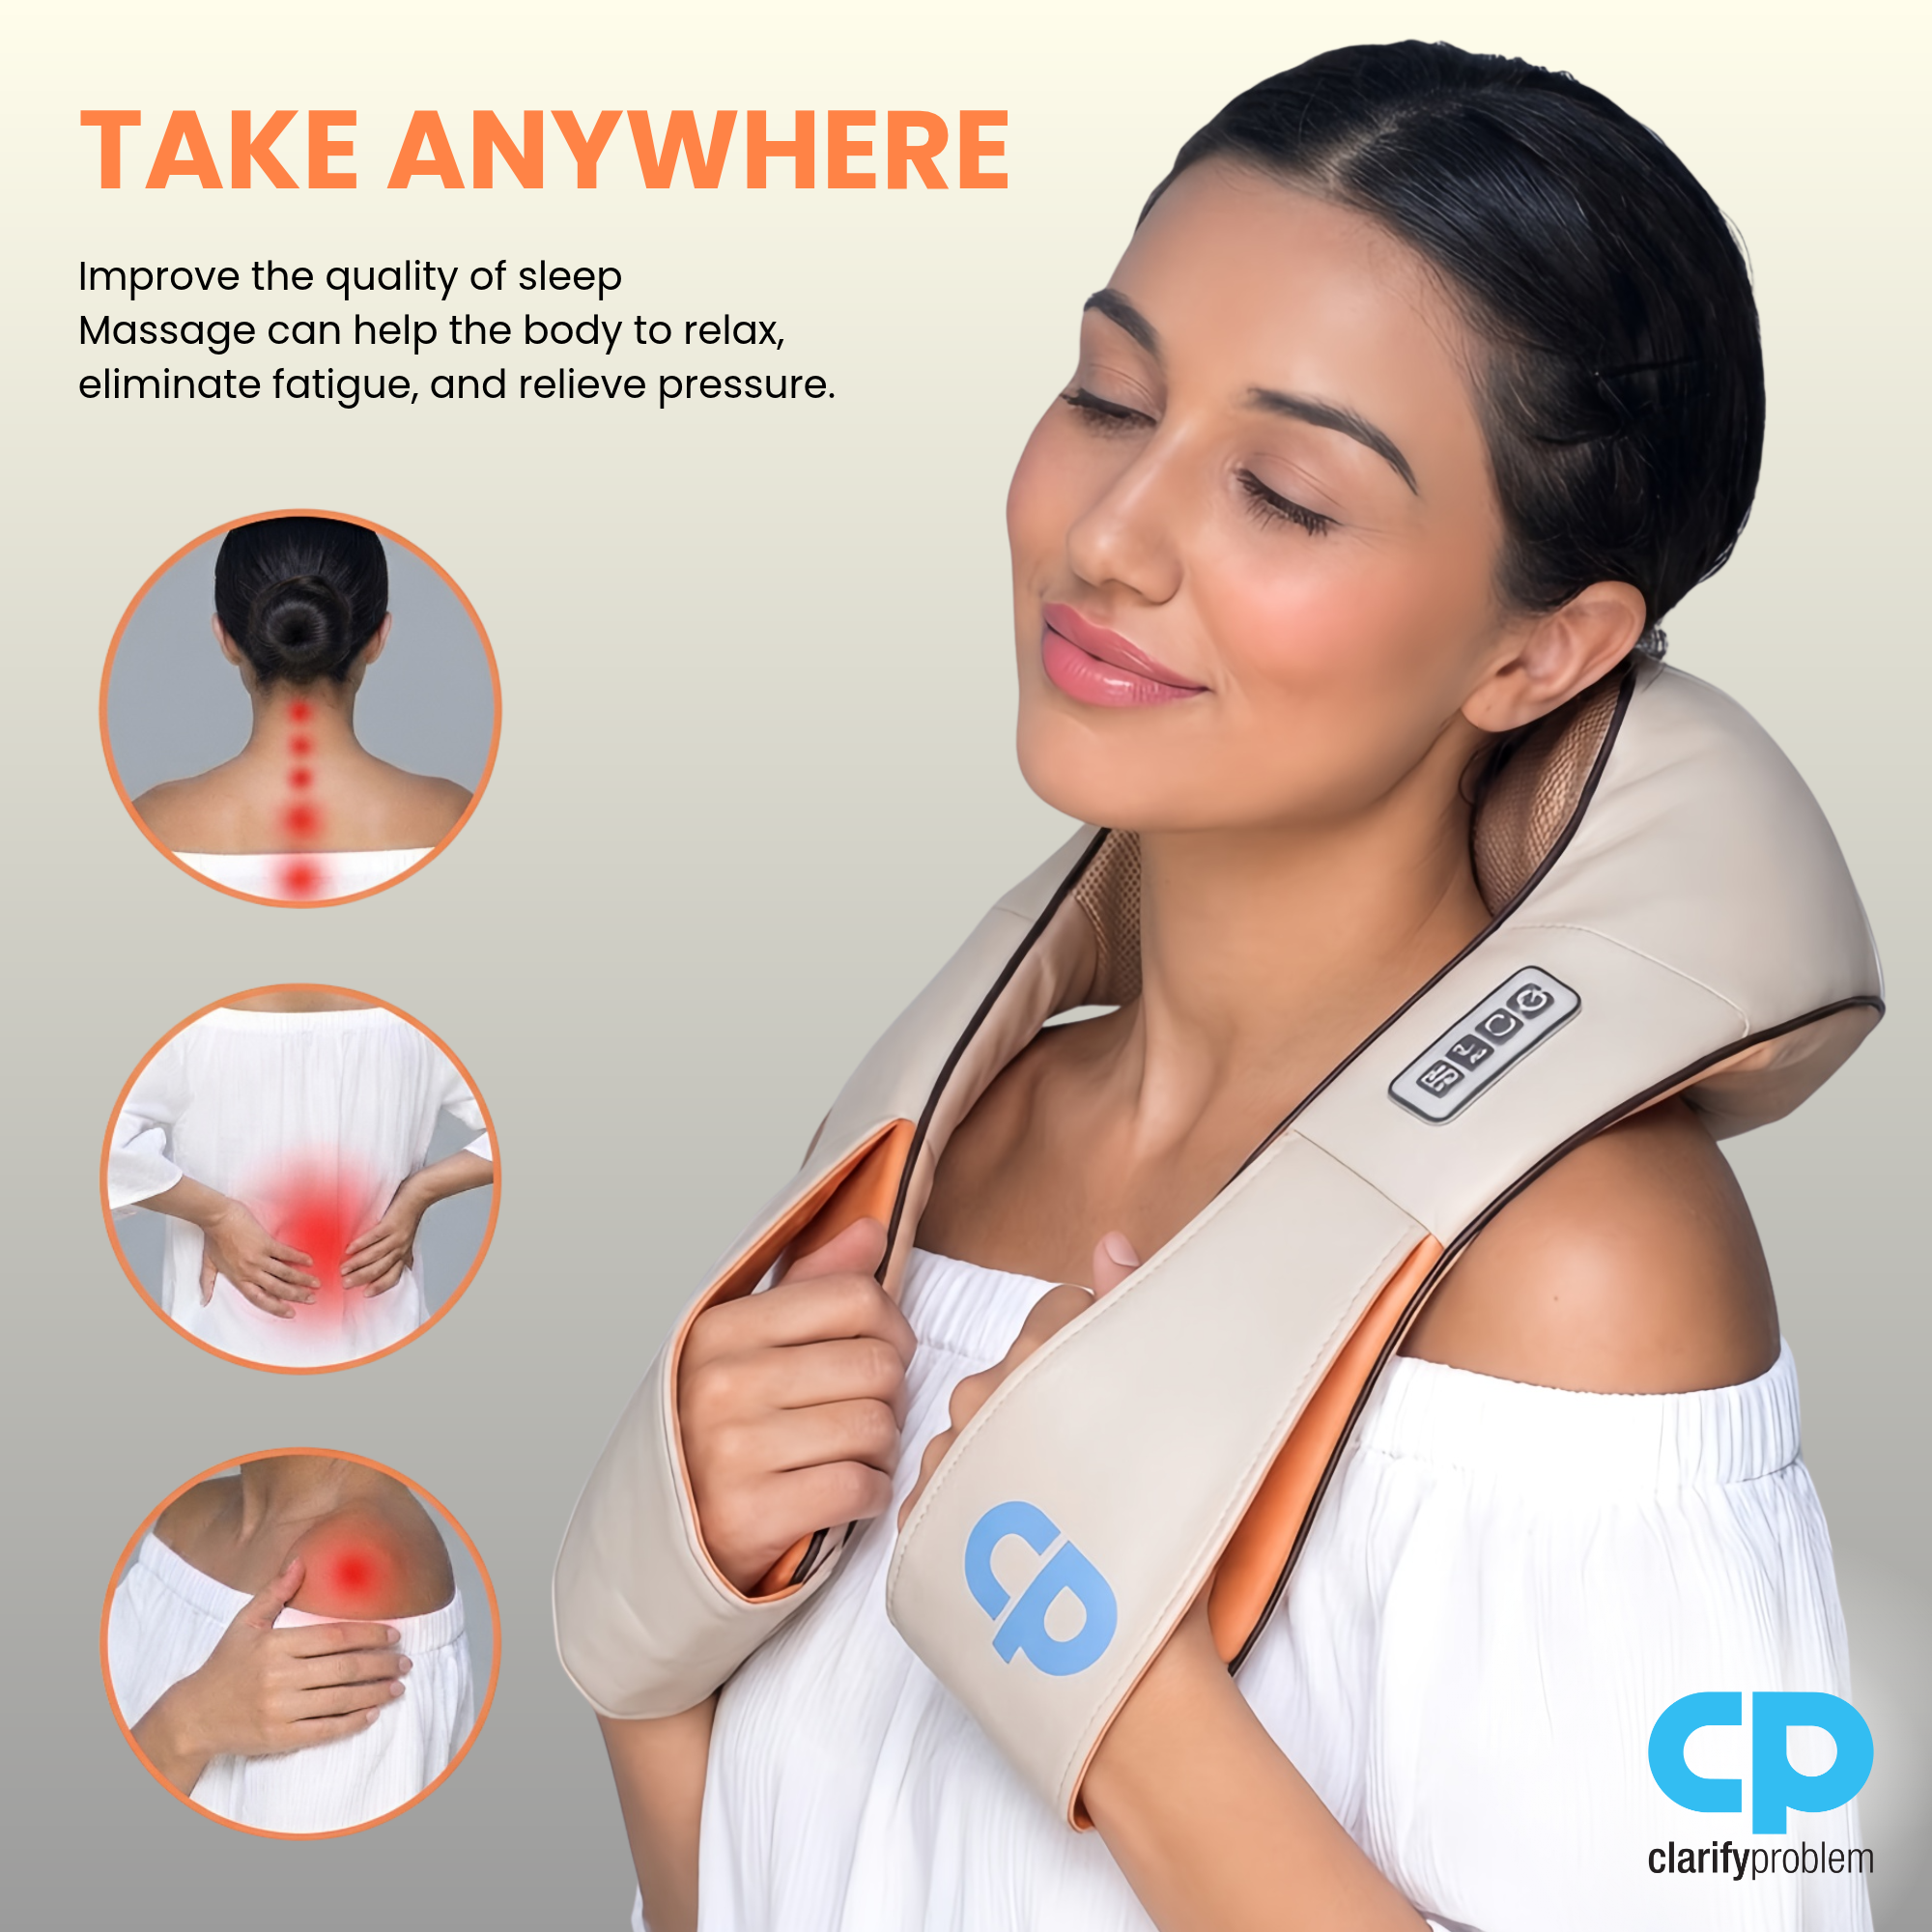 TAKE ANYWHERE
Improve the quality of sleep
Massage can help the body to relax,
eliminate fatigue, and relieve pressure.
CP
CP
clarifyproblem